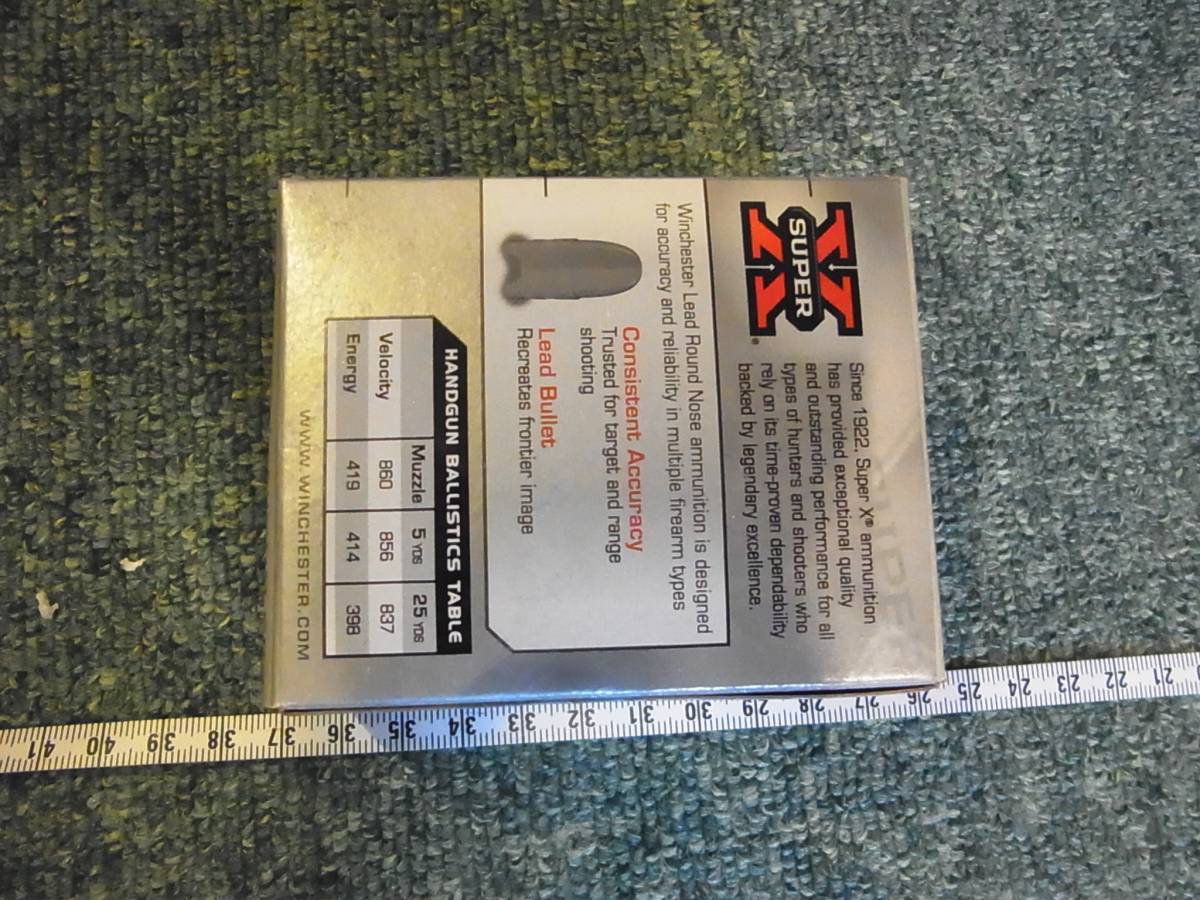 SUPER
X®
Since 1922, Super X® ammunition
has provided exceptional quality
and outstanding performance for all
types of hunters and shooters who
rely on its time-proven dependability
backed by legendary excellence.
Winchester Lead Round Nose ammunition is designed
for accuracy and reliability in multiple firearm types
Consistent Accuracy
Trusted for target and range
shooting
Lead Bullet
Recreates frontier image
HANDGUN BALLISTICS TABLE
Muzzle 5 YDS 25 YDS
Velocity 860 856 837
Energy 419 414 398
WWW.WINCHESTER.COM
41 40 39 38 37 36 35 34 33 32 31 30 29 28 27 26 25 24 23 22 21